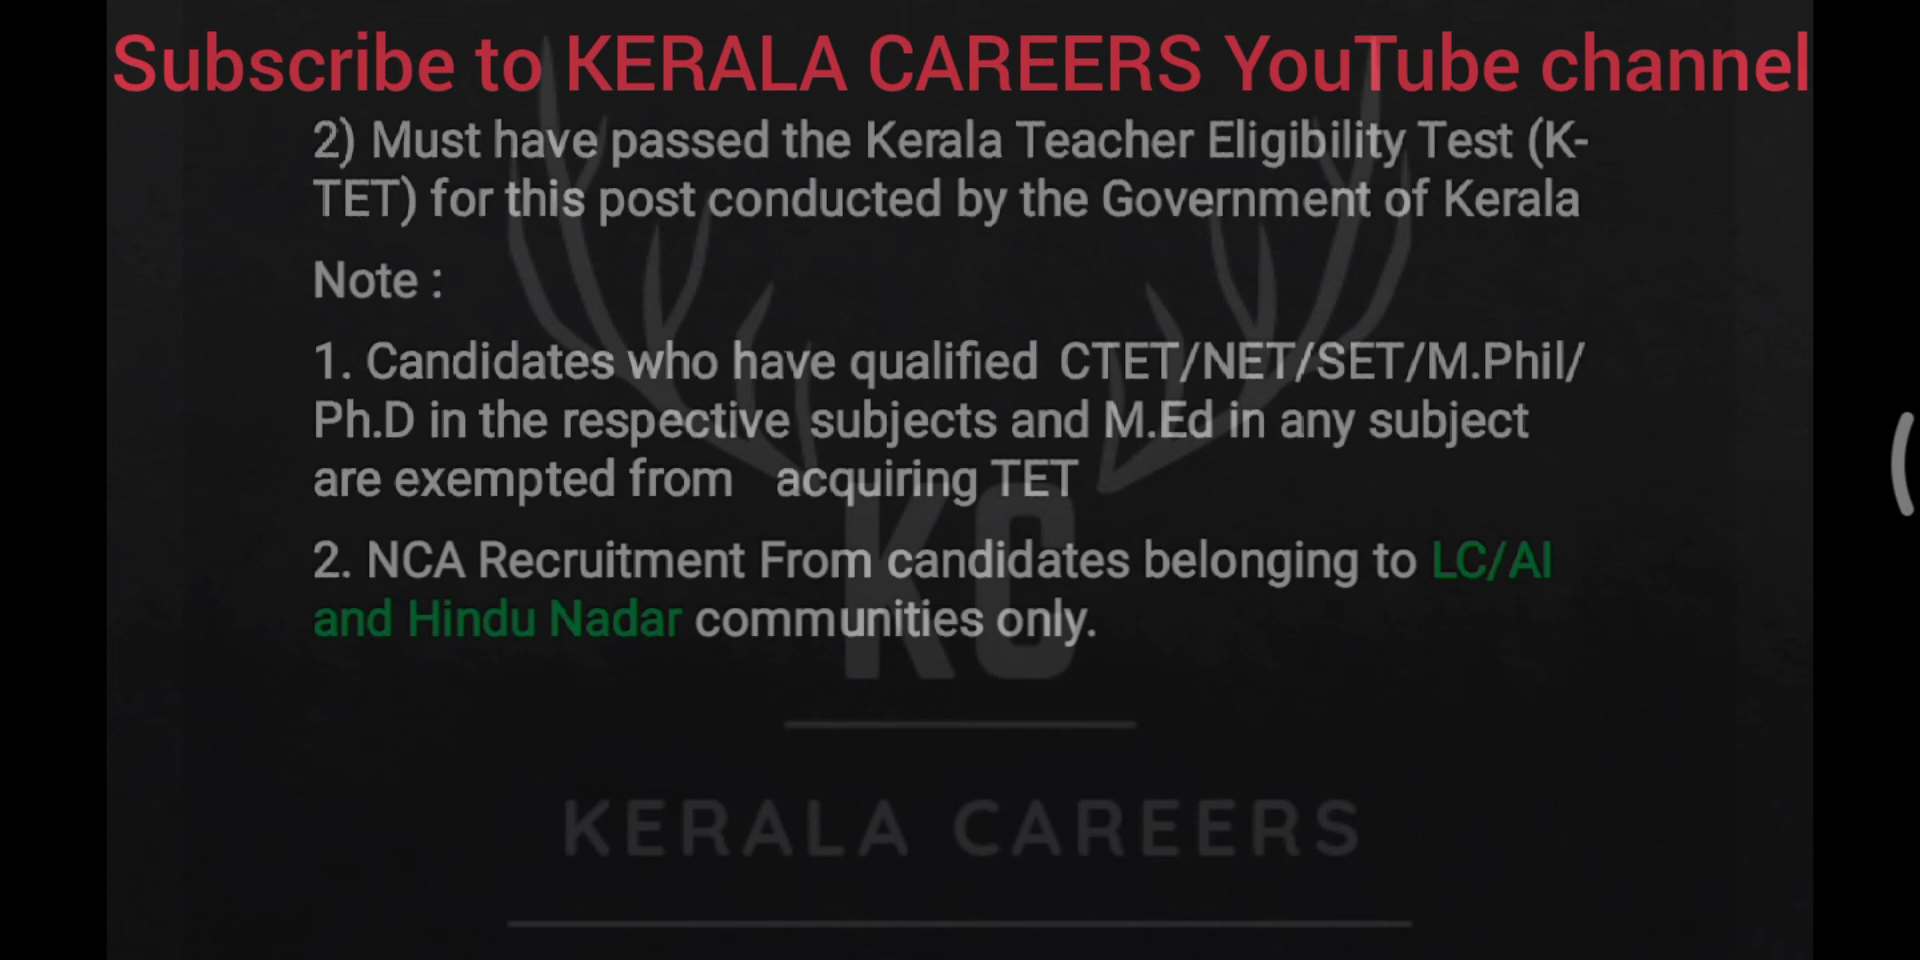 Subscribe to KERALA CAREERS YouTube channel
2) Must have passed the Kerala Teacher Eligibility Test (K-
TET) for this post conducted by the Government of Kerala
Note :
1. Candidates who have qualified CTET/NET/SET/M.Phil/
Ph.D in the respective subjects and M.Ed in any subject
are exempted from acquiring TET
2. NCA Recruitment From candidates belonging to LC/AI
and Hindu Nadar communities only.
KC
KERALA CAREERS